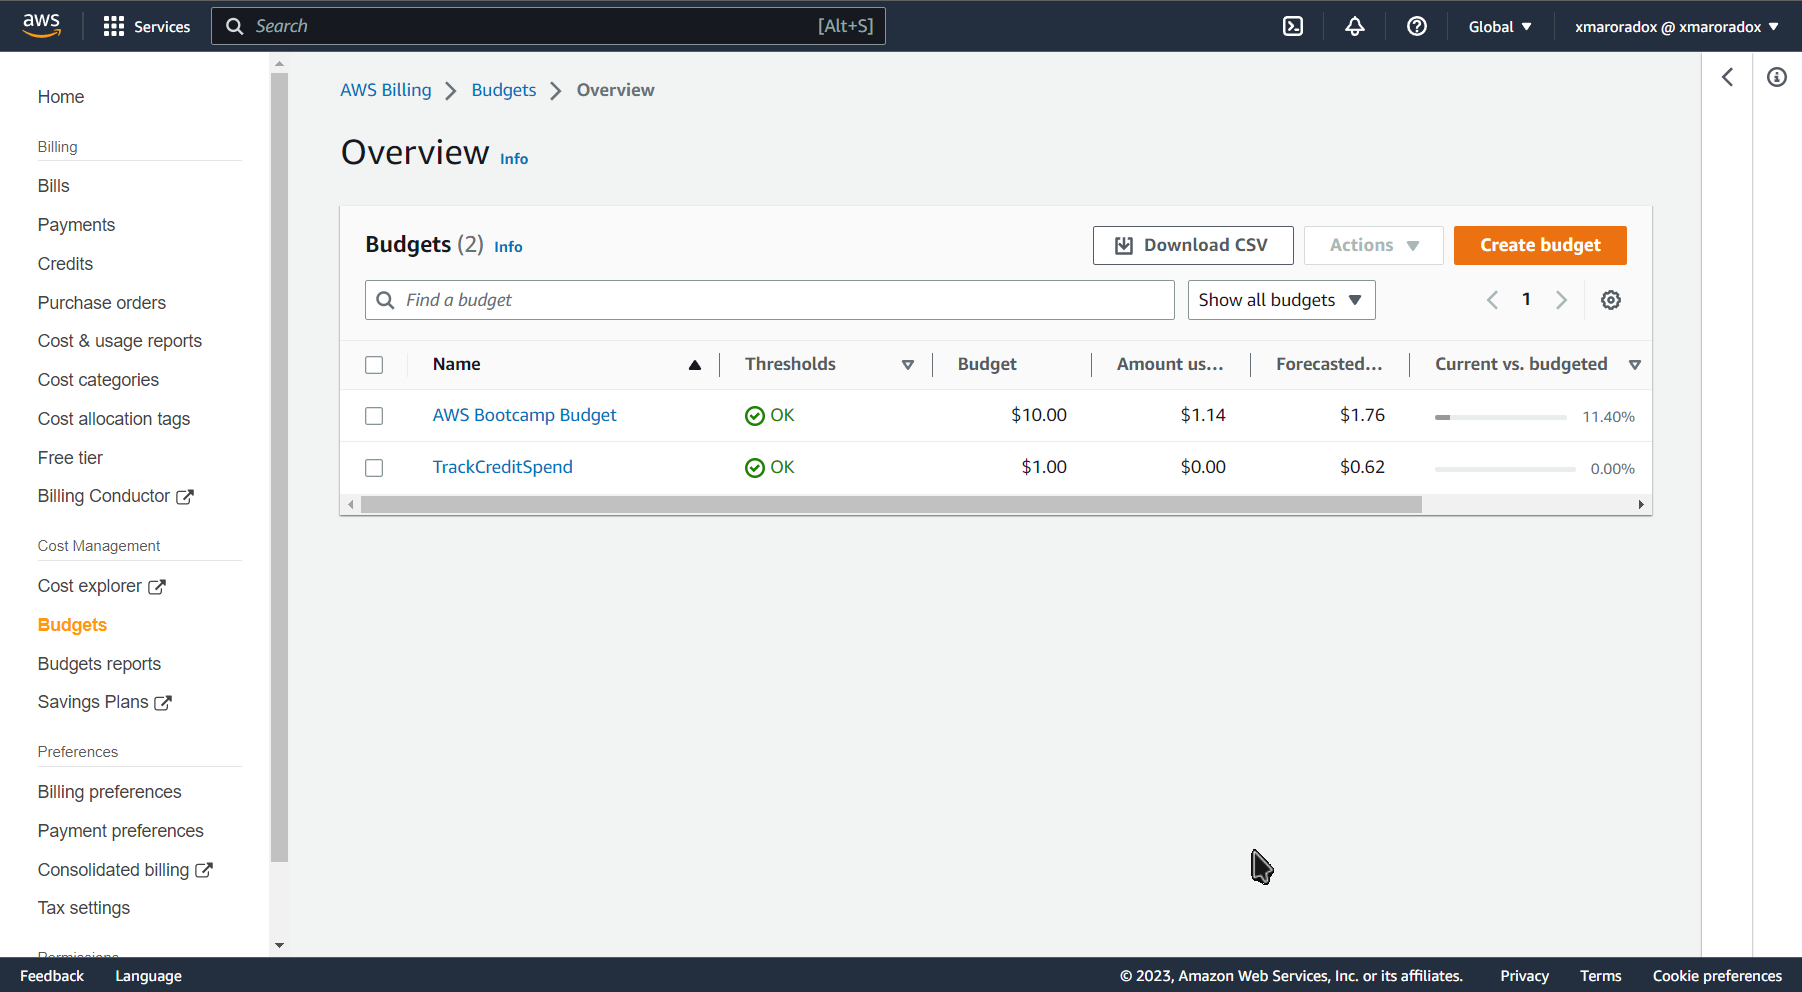 aws
Services
Search [Alt+S]
Global
xmaroradox @ xmaroradox
Home
Billing
Bills
Payments
Credits
Purchase orders
Cost & usage reports
Cost categories
Cost allocation tags
Free tier
Billing Conductor
Cost Management
Cost explorer
Budgets
Budgets reports
Savings Plans
Preferences
Billing preferences
Payment preferences
Consolidated billing
Tax settings
Permissions
AWS Billing Budgets Overview
Overview Info
Budgets (2) Info
Download CSV
Actions
Create budget
Find a budget
Show all budgets
1
Name Thresholds Budget Amount us... Forecasted... Current vs. budgeted
AWS Bootcamp Budget OK $10.00 $1.14 $1.76 11.40%
TrackCreditSpend OK $1.00 $0.00 $0.62 0.00%
Feedback Language © 2023, Amazon Web Services, Inc. or its affiliates. Privacy Terms Cookie preferences